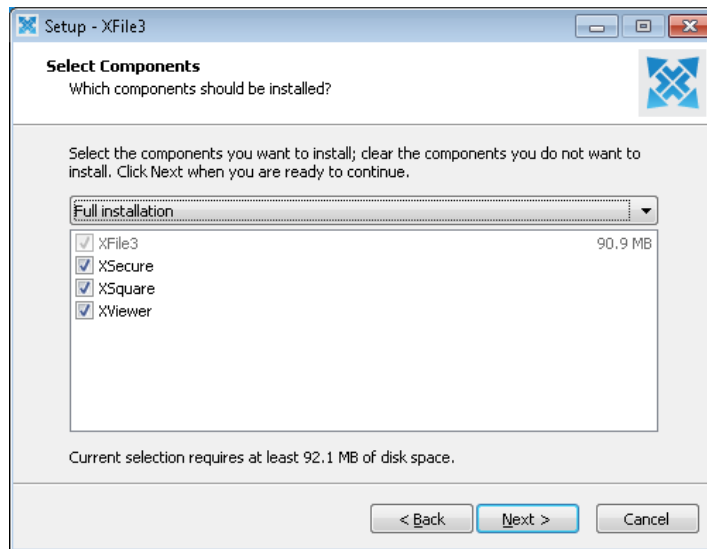 Setup - XFile3
Select Components
Which components should be installed?
Select the components you want to install; clear the components you do not want to
install. Click Next when you are ready to continue.
Full installation
XFile3 90.9 MB
XSecure
XSquare
XViewer
Current selection requires at least 92.1 MB of disk space.
< Back Next > Cancel